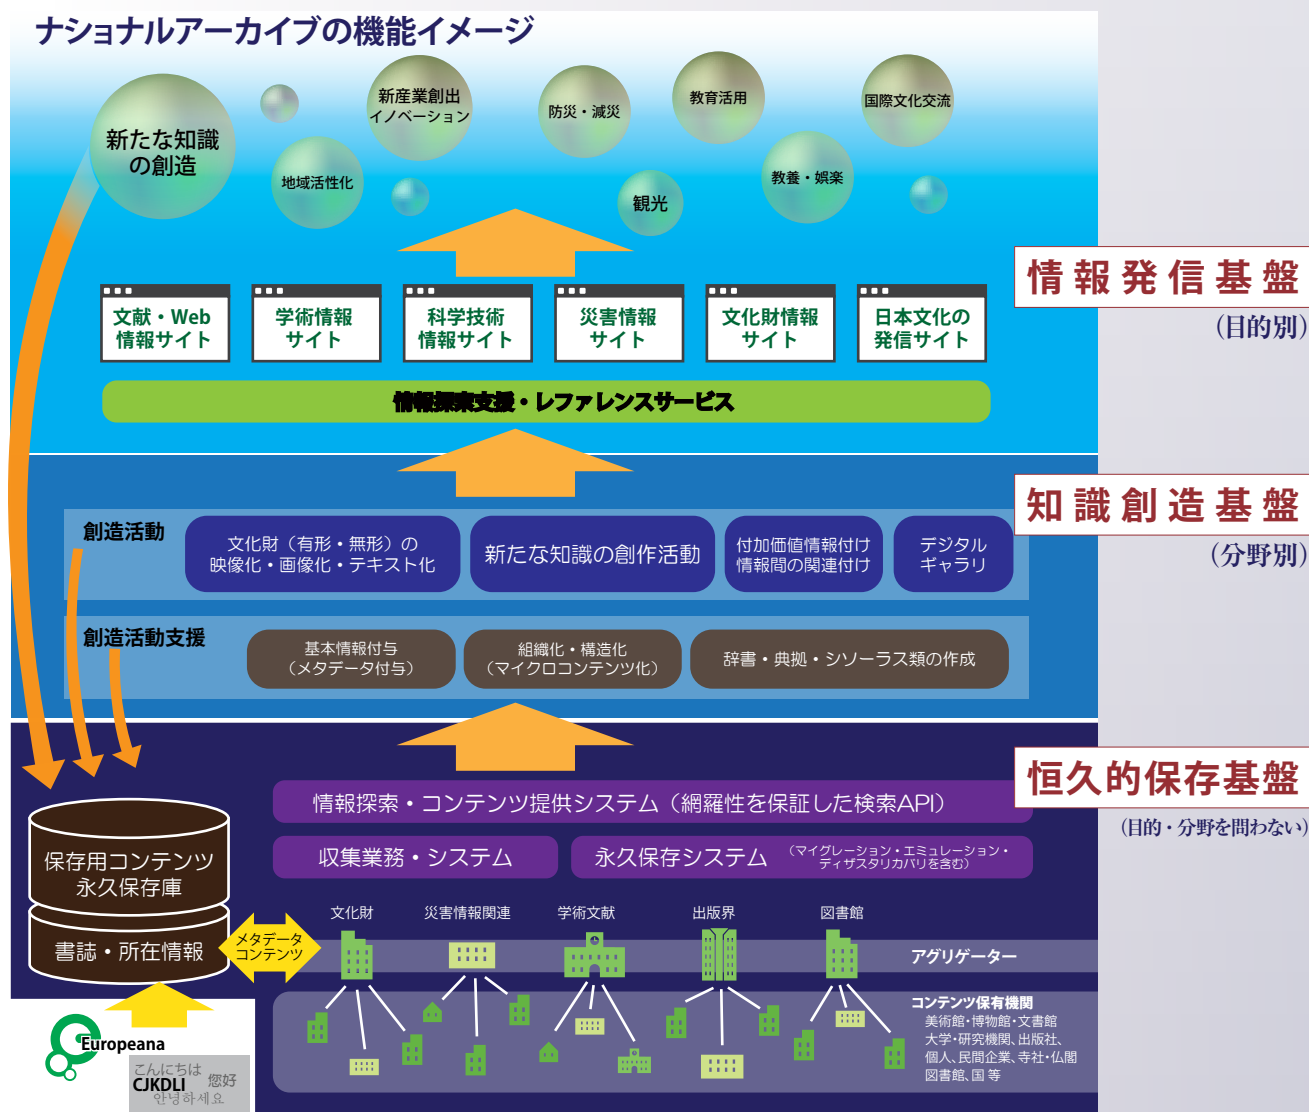 ナショナルアーカイブの機能イメージ
新たな知識
の創造
新産業創出
イノベーション
防災・減災
教育活用
国際文化交流
地域活性化
観光
教養・娯楽
情報発信基盤
(目的別)
文献・Web
情報サイト
学術情報
サイト
科学技術
情報サイト
災害情報
サイト
文化財情報
サイト
日本文化の
発信サイト
情報探索支援・レファレンスサービス
知識創造基盤
(分野別)
創造活動
文化財（有形・無形）の
映像化・画像化・テキスト化
新たな知識の創作活動
付加価値情報付け
情報間の関連付け
デジタル
ギャラリ
創造活動支援
基本情報付与
（メタデータ付与）
組織化・構造化
（マイクロコンテンツ化）
辞書・典拠・シソーラス類の作成
恒久的保存基盤
(目的・分野を問わない)
情報探索・コンテンツ提供システム（網羅性を保証した検索API）
収集業務・システム
永久保存システム
（マイグレーション・エミュレーション・
ディザスタリカバリを含む）
保存用コンテンツ
永久保存庫
書誌・所在情報
メタデータ
コンテンツ
文化財
災害情報関連
学術文献
出版界
図書館
アグリゲーター
コンテンツ保有機関
美術館・博物館・文書館
大学・研究機関、出版社、
個人、民間企業、寺社・仏閣
図書館、国 等
Europeana
こんにちは
CJKDLI
您好
안녕하세요